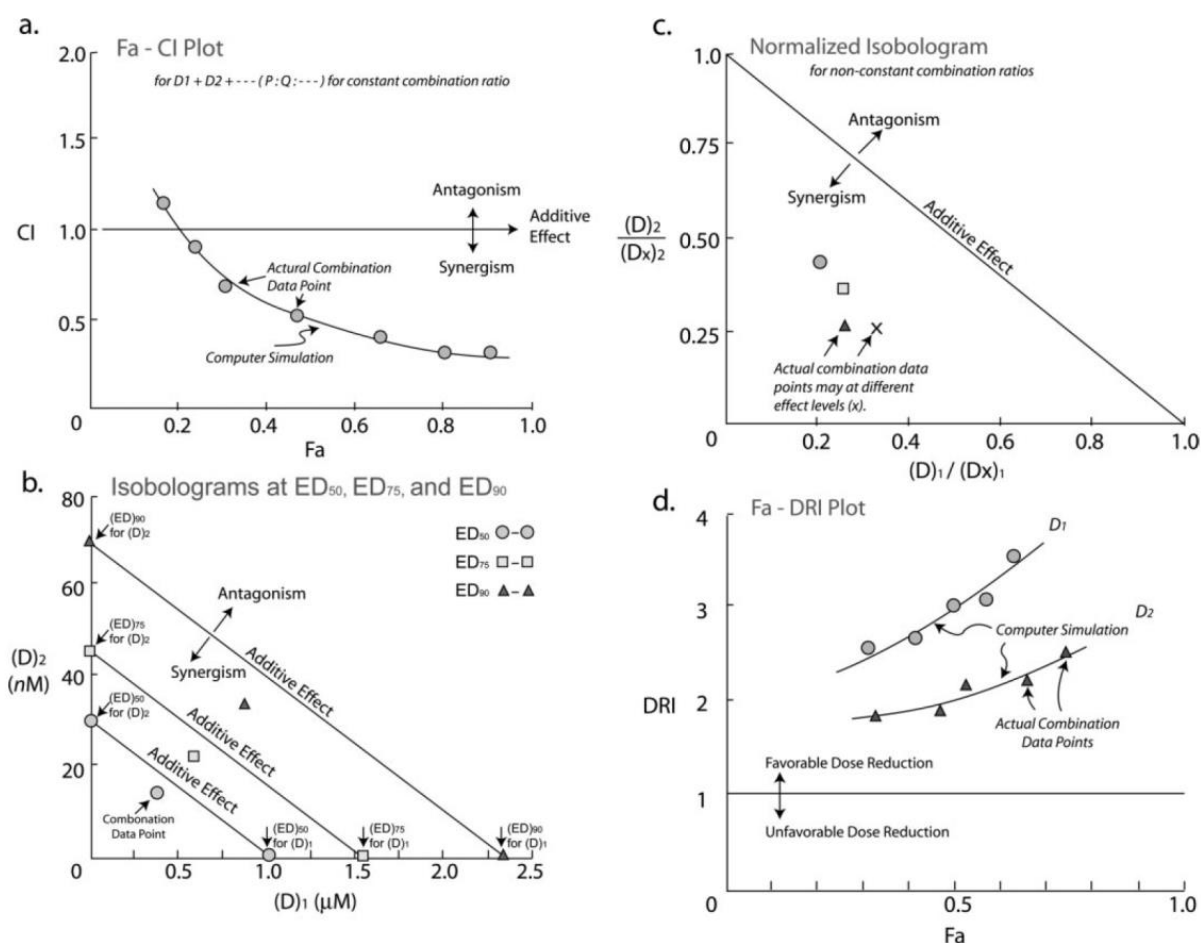 a.
Fa - CI Plot
for D1 + D2 + - - - ( P : Q : - - - ) for constant combination ratio
2.0
1.5
1.0
0.5
0
CI
Antagonism
Additive
Effect
Synergism
Actural Combination
Data Point
Computer Simulation
0.2
0.4
0.6
0.8
1.0
Fa
b.
Isobolograms at ED50, ED75, and ED90
80
60
40
20
0
(D)2
(nM)
(ED)90
for (D)2
(ED)75
for (D)2
(ED)50
for (D)2
ED50
ED75
ED90
Antagonism
Synergism
Additive Effect
Additive Effect
Additive Effect
Combonation
Data Point
(ED)50
for (D)1
(ED)75
for (D)1
(ED)90
for (D)1
0.5
1.0
1.5
2.0
2.5
(D)1 (μM)
c.
Normalized Isobologram
for non-constant combination ratios
1.0
0.75
0.50
0.25
0
(D)2
(Dx)2
Antagonism
Synergism
Additive Effect
Actual combination data
points may at different
effect levels (x).
0.2
0.4
0.6
0.8
1.0
(D)1 / (Dx)1
d.
Fa - DRI Plot
4
3
2
1
0
DRI
D1
D2
Computer Simulation
Actual Combination
Data Points
Favorable Dose Reduction
Unfavorable Dose Reduction
0.5
1.0
Fa